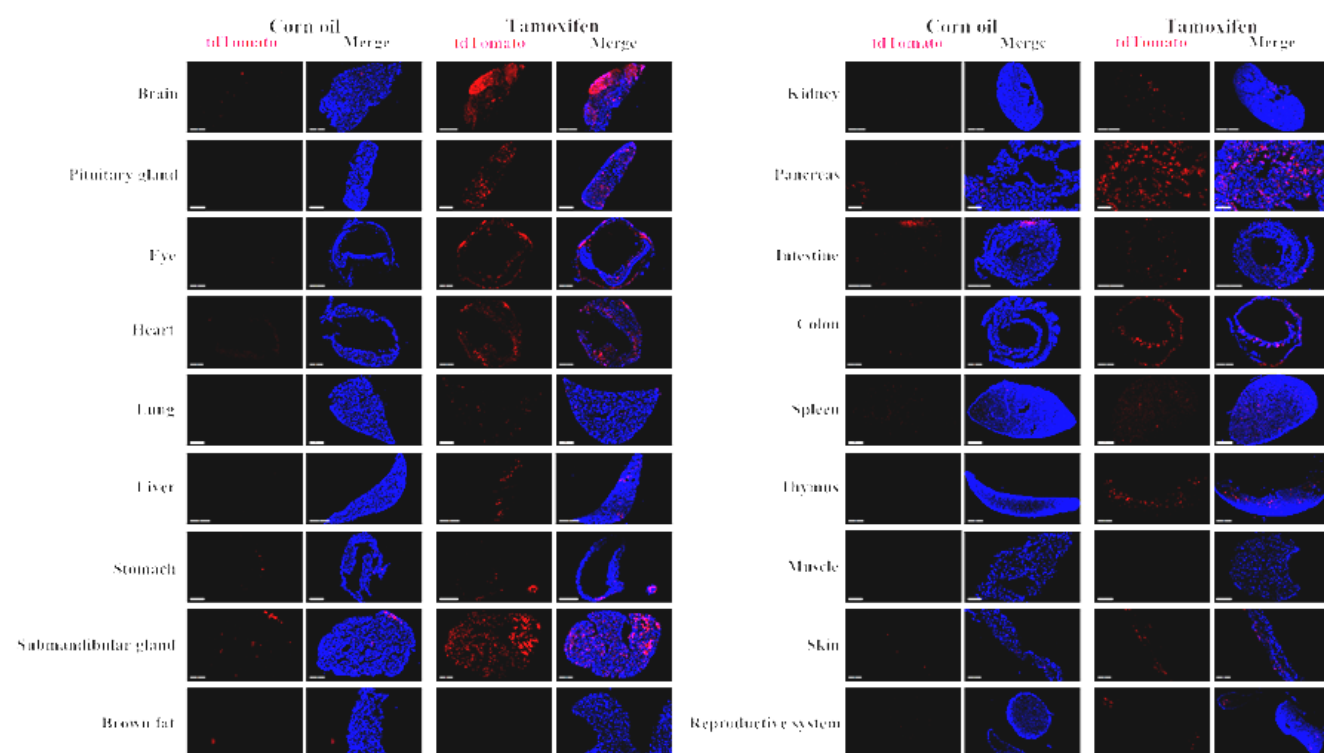 Corn oil Tamoxifen Corn oil Tamoxifen
tdTomato Merge tdTomato Merge tdTomato Merge tdTomato Merge
Brain Kidney
Pituitary gland Pancreas
Eye Intestine
Heart Colon
Lung Spleen
Liver Thymus
Stomach Muscle
Submandibular gland Skin
Brown fat Reproductive system